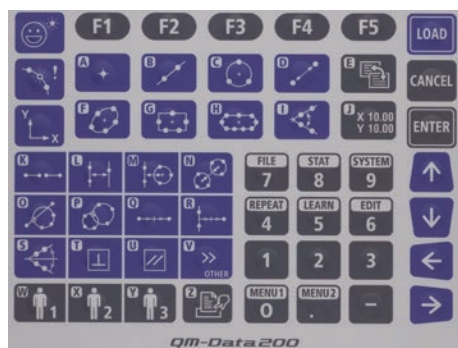 F1 F2 F3 F4 F5 LOAD
! A B C D E CANCEL
Y X F G H I J X 10.00 Y 10.00 ENTER
K L M N FILE 7 STAT 8 SYSTEM 9
O P Q R REPEAT 4 LEARN 5 EDIT 6
S T U V >> OTHER 1 2 3
W 1 X 2 Y 3 Z MENU1 0 MENU2 . −
QM-Data200